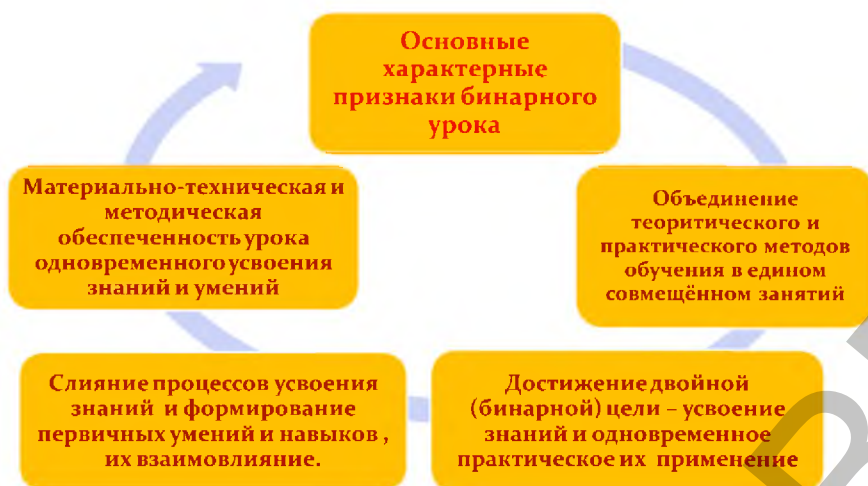 Основные
характерные
признаки бинарного
урока
Объединение
теоритического и
практического методов
обучения в едином
совмещённом занятий
Достижение двойной
(бинарной) цели – усвоение
знаний и одновременное
практическое их применение
Слияние процессов усвоения
знаний и формирование
первичных умений и навыков ,
их взаимовлияние.
Материально-техническая и
методическая
обеспеченность урока
одновременного усвоения
знаний и умений